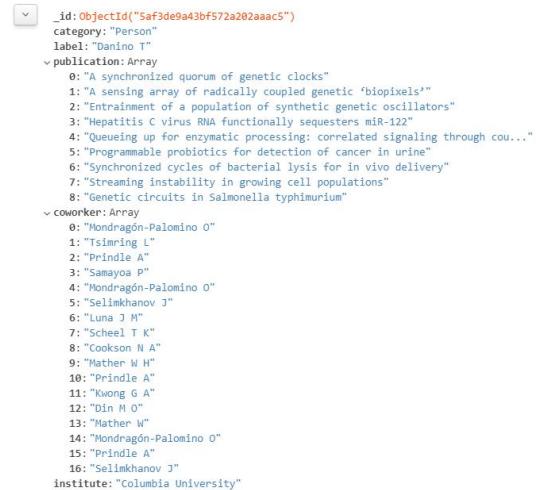 _id: ObjectId("5af3de9a43bf572a202aaac5")
category: "Person"
label: "Danino T"
publication: Array
0: "A synchronized quorum of genetic clocks"
1: "A sensing array of radically coupled genetic ‘biopixels’"
2: "Entrainment of a population of synthetic genetic oscillators"
3: "Hepatitis C virus RNA functionally sequesters miR-122"
4: "Queueing up for enzymatic processing: correlated signaling through cou..."
5: "Programmable probiotics for detection of cancer in urine"
6: "Synchronized cycles of bacterial lysis for in vivo delivery"
7: "Streaming instability in growing cell populations"
8: "Genetic circuits in Salmonella typhimurium"
coworker: Array
0: "Mondragón-Palomino O"
1: "Tsimring L"
2: "Prindle A"
3: "Samayoa P"
4: "Mondragón-Palomino O"
5: "Selimkhanov J"
6: "Luna J M"
7: "Scheel T K"
8: "Cookson N A"
9: "Mather W H"
10: "Prindle A"
11: "Kwong G A"
12: "Din M O"
13: "Mather W"
14: "Mondragón-Palomino O"
15: "Prindle A"
16: "Selimkhanov J"
institute: "Columbia University"